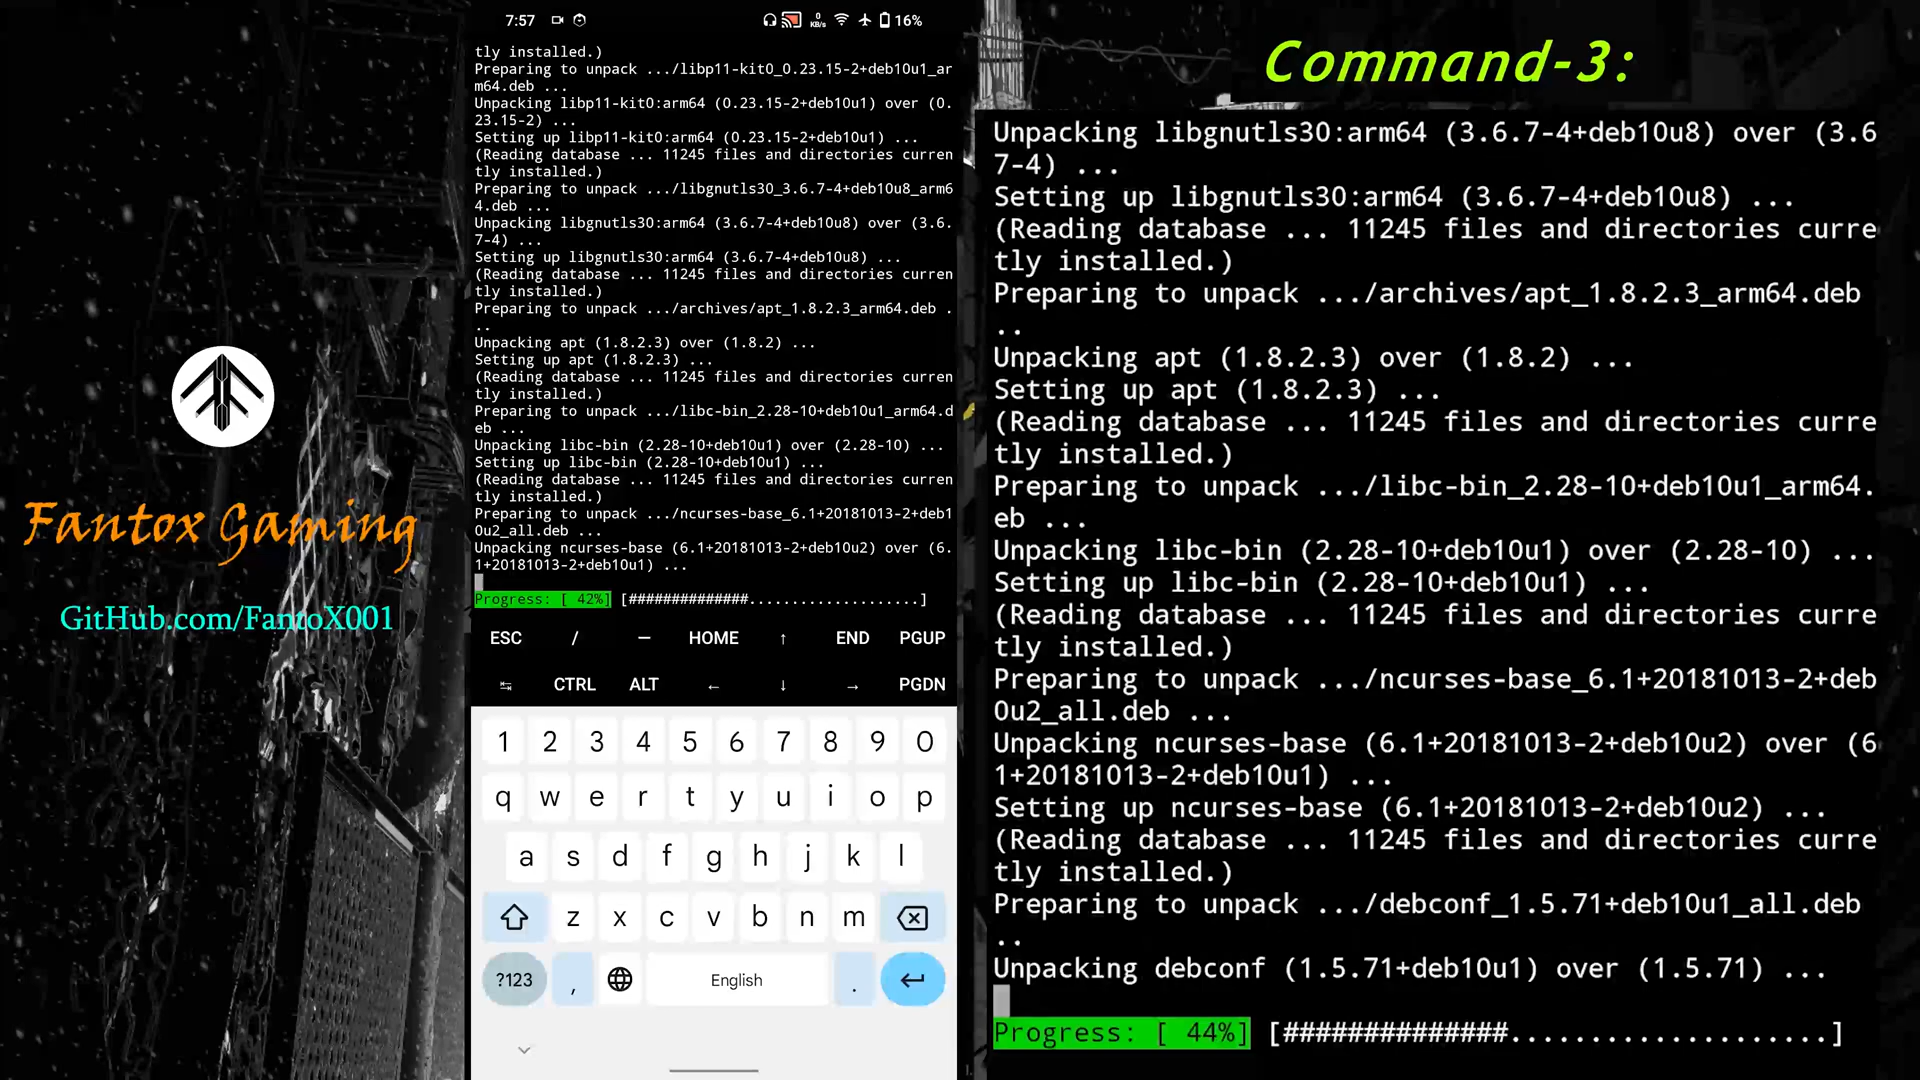 Fantox Gaming
GitHub.com/FantoX001
7:57
0
KB/s
16%
tly installed.)
Preparing to unpack .../libp11-kit0_0.23.15-2+deb10u1_ar
m64.deb ...
Unpacking libp11-kit0:arm64 (0.23.15-2+deb10u1) over (0.
23.15-2) ...
Setting up libp11-kit0:arm64 (0.23.15-2+deb10u1) ...
(Reading database ... 11245 files and directories curren
tly installed.)
Preparing to unpack .../libgnutls30_3.6.7-4+deb10u8_arm6
4.deb ...
Unpacking libgnutls30:arm64 (3.6.7-4+deb10u8) over (3.6.
7-4) ...
Setting up libgnutls30:arm64 (3.6.7-4+deb10u8) ...
(Reading database ... 11245 files and directories curren
tly installed.)
Preparing to unpack .../archives/apt_1.8.2.3_arm64.deb .
..
Unpacking apt (1.8.2.3) over (1.8.2) ...
Setting up apt (1.8.2.3) ...
(Reading database ... 11245 files and directories curren
tly installed.)
Preparing to unpack .../libc-bin_2.28-10+deb10u1_arm64.d
eb ...
Unpacking libc-bin (2.28-10+deb10u1) over (2.28-10) ...
Setting up libc-bin (2.28-10+deb10u1) ...
(Reading database ... 11245 files and directories curren
tly installed.)
Preparing to unpack .../ncurses-base_6.1+20181013-2+deb1
0u2_all.deb ...
Unpacking ncurses-base (6.1+20181013-2+deb10u2) over (6.
1+20181013-2+deb10u1) ...
Progress: [ 42%] [##############....................]
ESC / — HOME ↑ END PGUP
↹ CTRL ALT ← ↓ → PGDN
1 2 3 4 5 6 7 8 9 0
q w e r t y u i o p
a s d f g h j k l
z x c v b n m
?123 , English .
Command-3:
Unpacking libgnutls30:arm64 (3.6.7-4+deb10u8) over (3.6
7-4) ...
Setting up libgnutls30:arm64 (3.6.7-4+deb10u8) ...
(Reading database ... 11245 files and directories curre
tly installed.)
Preparing to unpack .../archives/apt_1.8.2.3_arm64.deb
..
Unpacking apt (1.8.2.3) over (1.8.2) ...
Setting up apt (1.8.2.3) ...
(Reading database ... 11245 files and directories curre
tly installed.)
Preparing to unpack .../libc-bin_2.28-10+deb10u1_arm64.
eb ...
Unpacking libc-bin (2.28-10+deb10u1) over (2.28-10) ...
Setting up libc-bin (2.28-10+deb10u1) ...
(Reading database ... 11245 files and directories curre
tly installed.)
Preparing to unpack .../ncurses-base_6.1+20181013-2+deb
0u2_all.deb ...
Unpacking ncurses-base (6.1+20181013-2+deb10u2) over (6
1+20181013-2+deb10u1) ...
Setting up ncurses-base (6.1+20181013-2+deb10u2) ...
(Reading database ... 11245 files and directories curre
tly installed.)
Preparing to unpack .../debconf_1.5.71+deb10u1_all.deb
..
Unpacking debconf (1.5.71+deb10u1) over (1.5.71) ...
Progress: [ 44%] [##############....................]